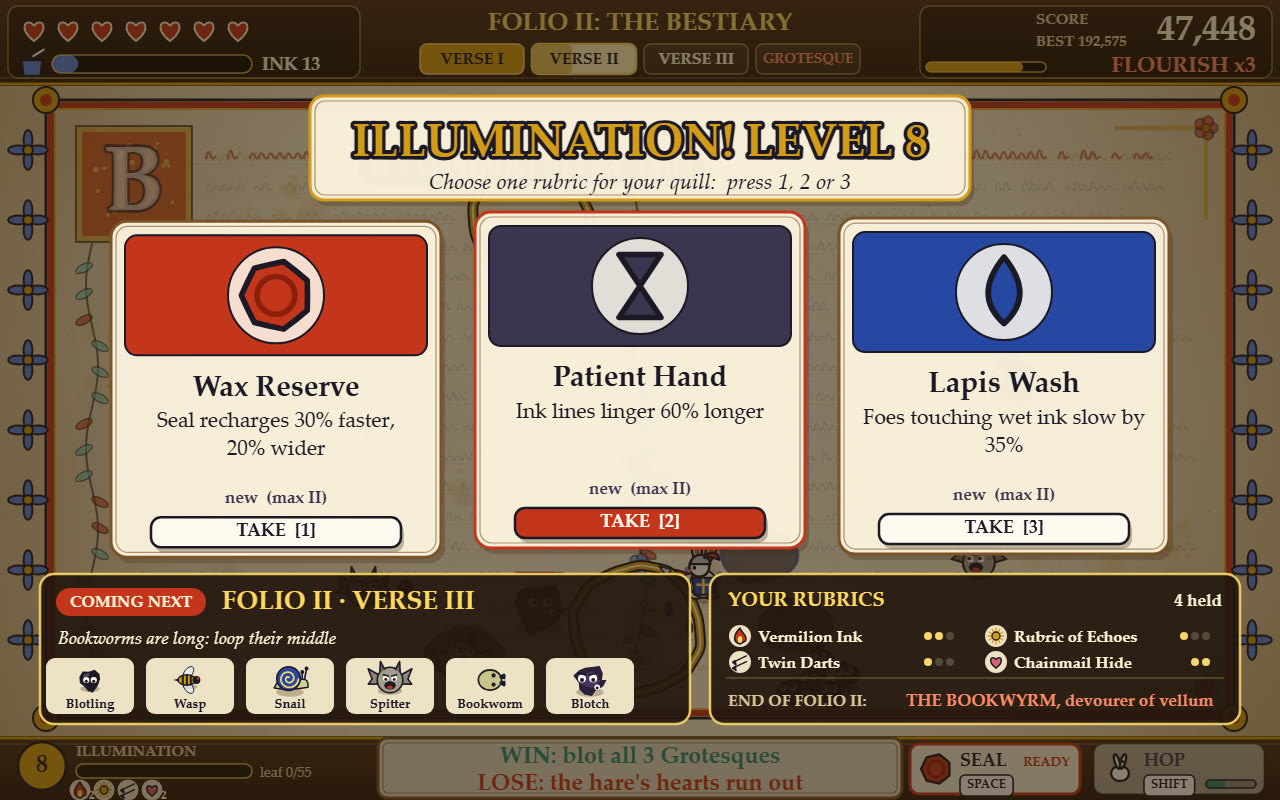 FOLIO II: THE BESTIARY
INK 13
VERSE I
VERSE II
VERSE III
GROTESQUE
SCORE
47,448
BEST 192,575
FLOURISH x3
B
ILLUMINATION! LEVEL 8
Choose one rubric for your quill: press 1, 2 or 3
Wax Reserve
Seal recharges 30% faster,
20% wider
new (max II)
TAKE [1]
Patient Hand
Ink lines linger 60% longer
new (max II)
TAKE [2]
Lapis Wash
Foes touching wet ink slow by
35%
new (max II)
TAKE [3]
COMING NEXT
FOLIO II · VERSE III
Bookworms are long: loop their middle
Blotling
Wasp
Snail
Spitter
Bookworm
Blotch
YOUR RUBRICS
4 held
Vermilion Ink
Rubric of Echoes
Twin Darts
Chainmail Hide
END OF FOLIO II:
THE BOOKWYRM, devourer of vellum
8
ILLUMINATION
leaf 0/55
2
2
WIN: blot all 3 Grotesques
LOSE: the hare's hearts run out
SEAL
READY
SPACE
HOP
SHIFT